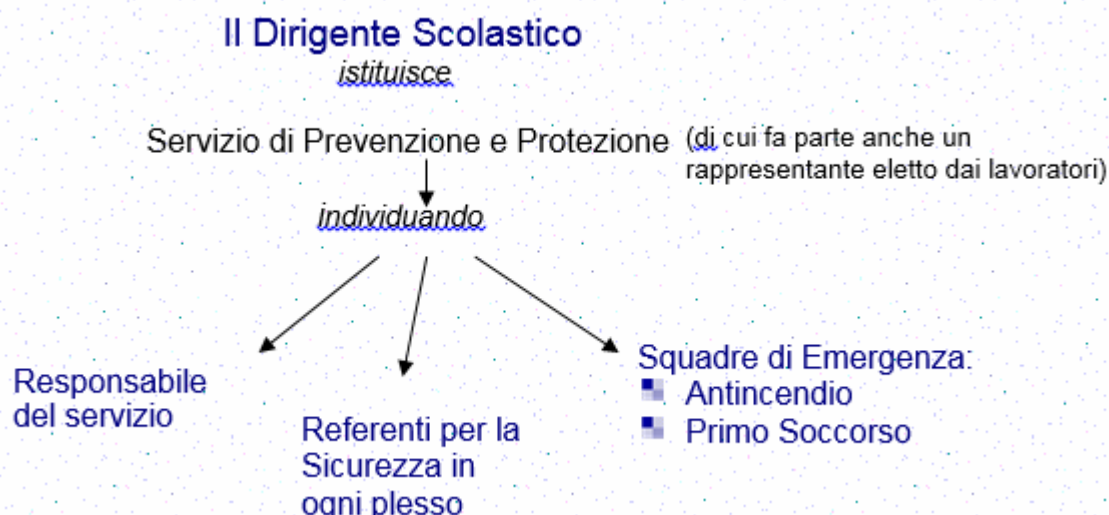 Il Dirigente Scolastico
istituisce
Servizio di Prevenzione e Protezione
(di cui fa parte anche un
rappresentante eletto dai lavoratori)
individuando
Responsabile
del servizio
Referenti per la
Sicurezza in
ogni plesso
Squadre di Emergenza:
Antincendio
Primo Soccorso